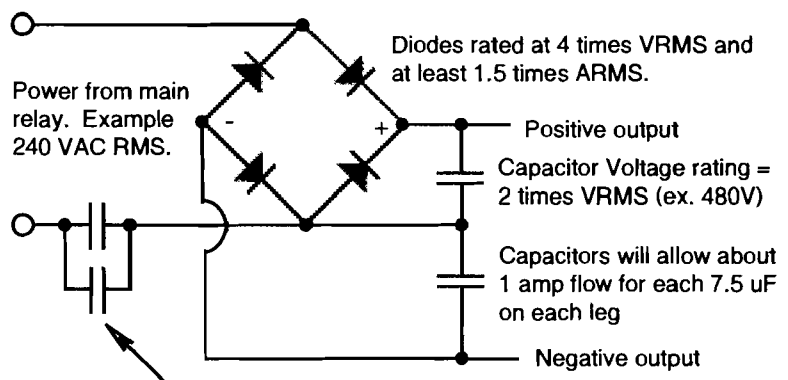 Diodes rated at 4 times VRMS and
at least 1.5 times ARMS.
Power from main
relay. Example
240 VAC RMS.
-
+
Positive output
Capacitor Voltage rating =
2 times VRMS (ex. 480V)
Capacitors will allow about
1 amp flow for each 7.5 uF
on each leg
Negative output